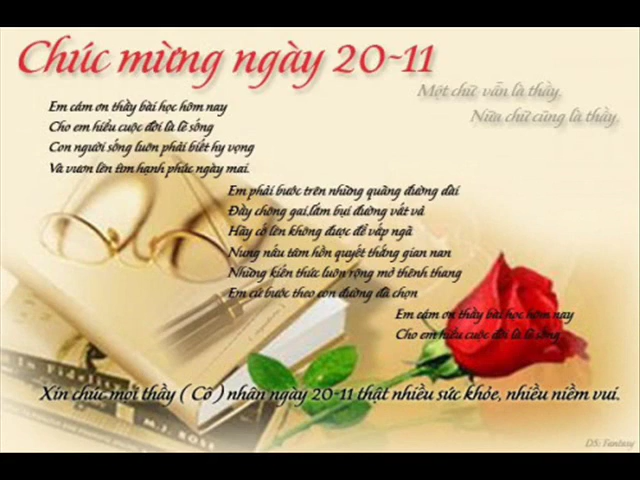 Chúc mừng ngày 20-11
Một chữ vẫn là thầy,
Nửa chữ cũng là thầy.
Em cám ơn thầy bài học hôm nay
Cho em hiểu cuộc đời là lẽ sống
Con người sống luôn phải biết hy vọng
Và vươn lên tìm hạnh phúc ngày mai.
Em phải bước trên những quãng đường dài
Đầy chông gai,lấm bụi đường vất vả
Hãy cố lên không được để vấp ngã
Nung nấu tâm hồn quyết thắng gian nan
Những kiến thức luôn rộng mở thênh thang
Em cứ bước theo con đường đã chọn
Em cám ơn thầy bài học hôm nay
Cho em hiểu cuộc đời là lẽ sống
Xin chúc mọi thầy ( Cô ) nhân ngày 20-11 thật nhiều sức khỏe, nhiều niềm vui.
M.J. ROSE
DS: Fantasy